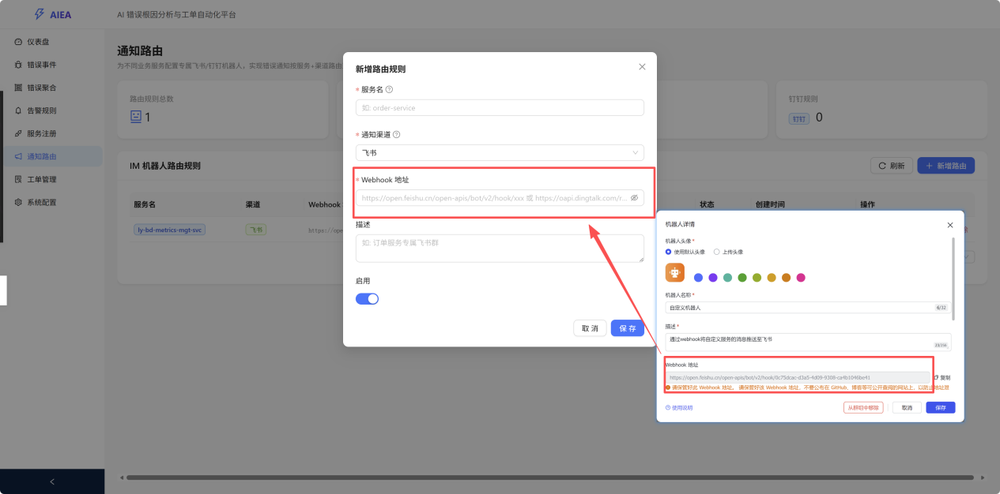 AIEA
AI 错误根因分析与工单自动化平台
仪表盘
错误事件
错误聚合
告警规则
服务注册
通知路由
工单管理
系统配置
通知路由
为不同业务服务配置专属飞书/钉钉机器人，实现错误通知按服务+渠道路由
路由规则总数
1
钉钉规则
钉钉 0
IM 机器人路由规则
刷新
新增路由
服务名 渠道 Webhook 状态 创建时间 操作
ly-bd-metrics-mgt-svc 飞书 https://ope
新增路由规则
* 服务名
如: order-service
* 通知渠道
飞书
* Webhook 地址
https://open.feishu.cn/open-apis/bot/v2/hook/xxx 或 https://oapi.dingtalk.com/r...
描述
如: 订单服务专属飞书群
启用
取 消 保 存
机器人详情
机器人头像 *
使用默认头像 上传头像
机器人名称 *
自定义机器人 6/32
描述 *
通过webhook将自定义服务的消息推送至飞书
Webhook 地址
https://open.feishu.cn/open-apis/bot/v2/hook/0c75dcac-d3a5-4d09-9308-ca4b1046be41 复制
请保管好此 Webhook 地址。 请保管好该 Webhook 地址，不要公布在 GitHub、博客等可公开查阅的网站上，以防止地址泄
使用说明
从群组中移除 取消 保存